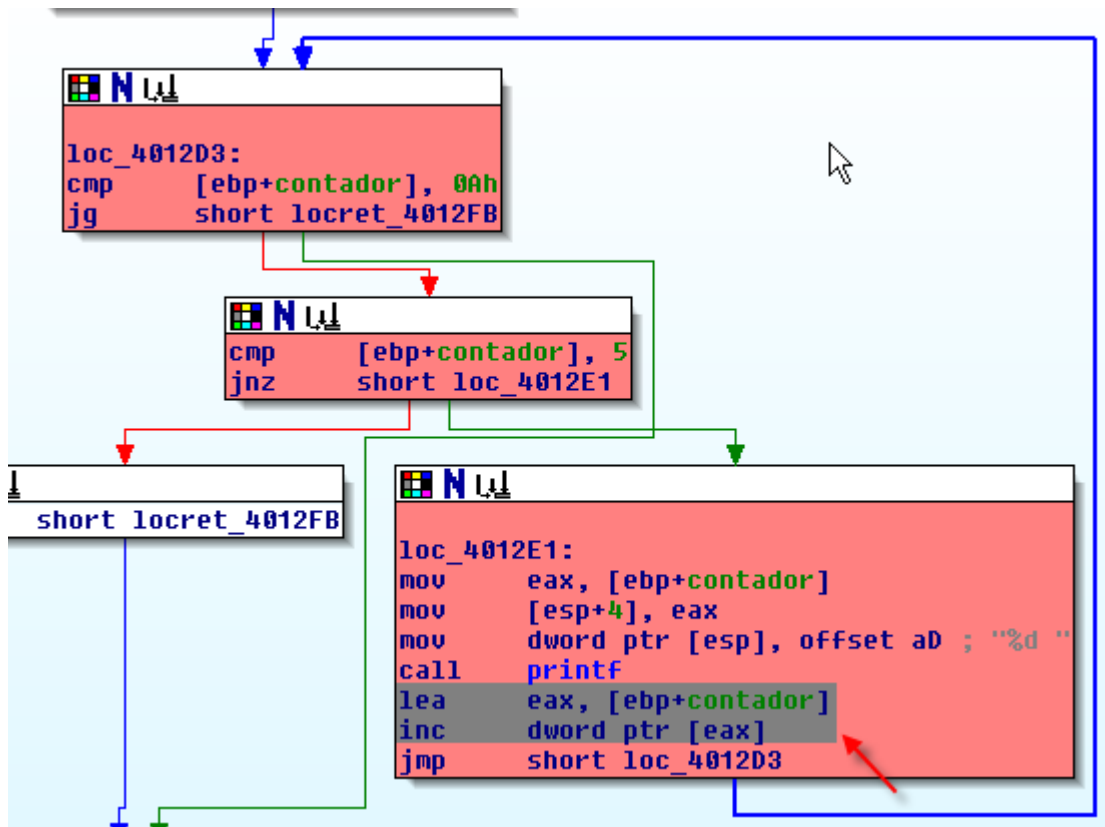 N
loc_4012D3:
cmp [ebp+contador], 0Ah
jg short locret_4012FB
N
cmp [ebp+contador], 5
jnz short loc_4012E1
short locret_4012FB
N
loc_4012E1:
mov eax, [ebp+contador]
mov [esp+4], eax
mov dword ptr [esp], offset aD ; "%d "
call printf
lea eax, [ebp+contador]
inc dword ptr [eax]
jmp short loc_4012D3